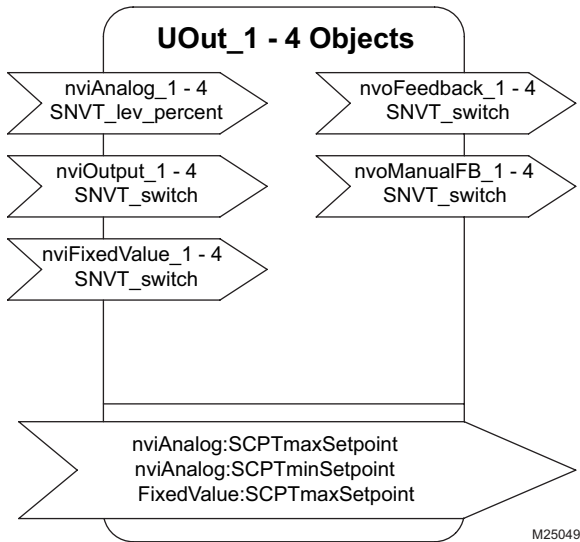 UOut_1 - 4 Objects
nviAnalog_1 - 4
SNVT_lev_percent
nvoFeedback_1 - 4
SNVT_switch
nviOutput_1 - 4
SNVT_switch
nvoManualFB_1 - 4
SNVT_switch
nviFixedValue_1 - 4
SNVT_switch
nviAnalog:SCPTmaxSetpoint
nviAnalog:SCPTminSetpoint
FixedValue:SCPTmaxSetpoint
M25049